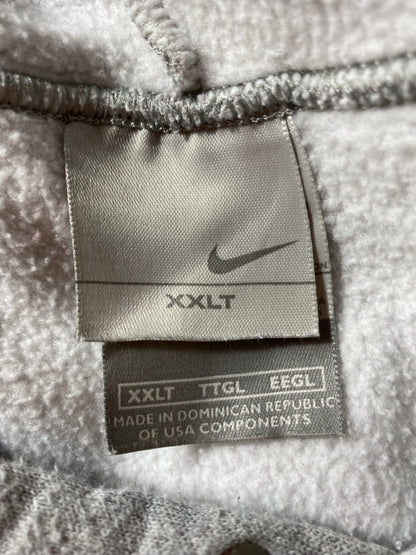 XXLT
XXLT TTGL EEGL
MADE IN DOMINICAN REPUBLIC
OF USA COMPONENTS